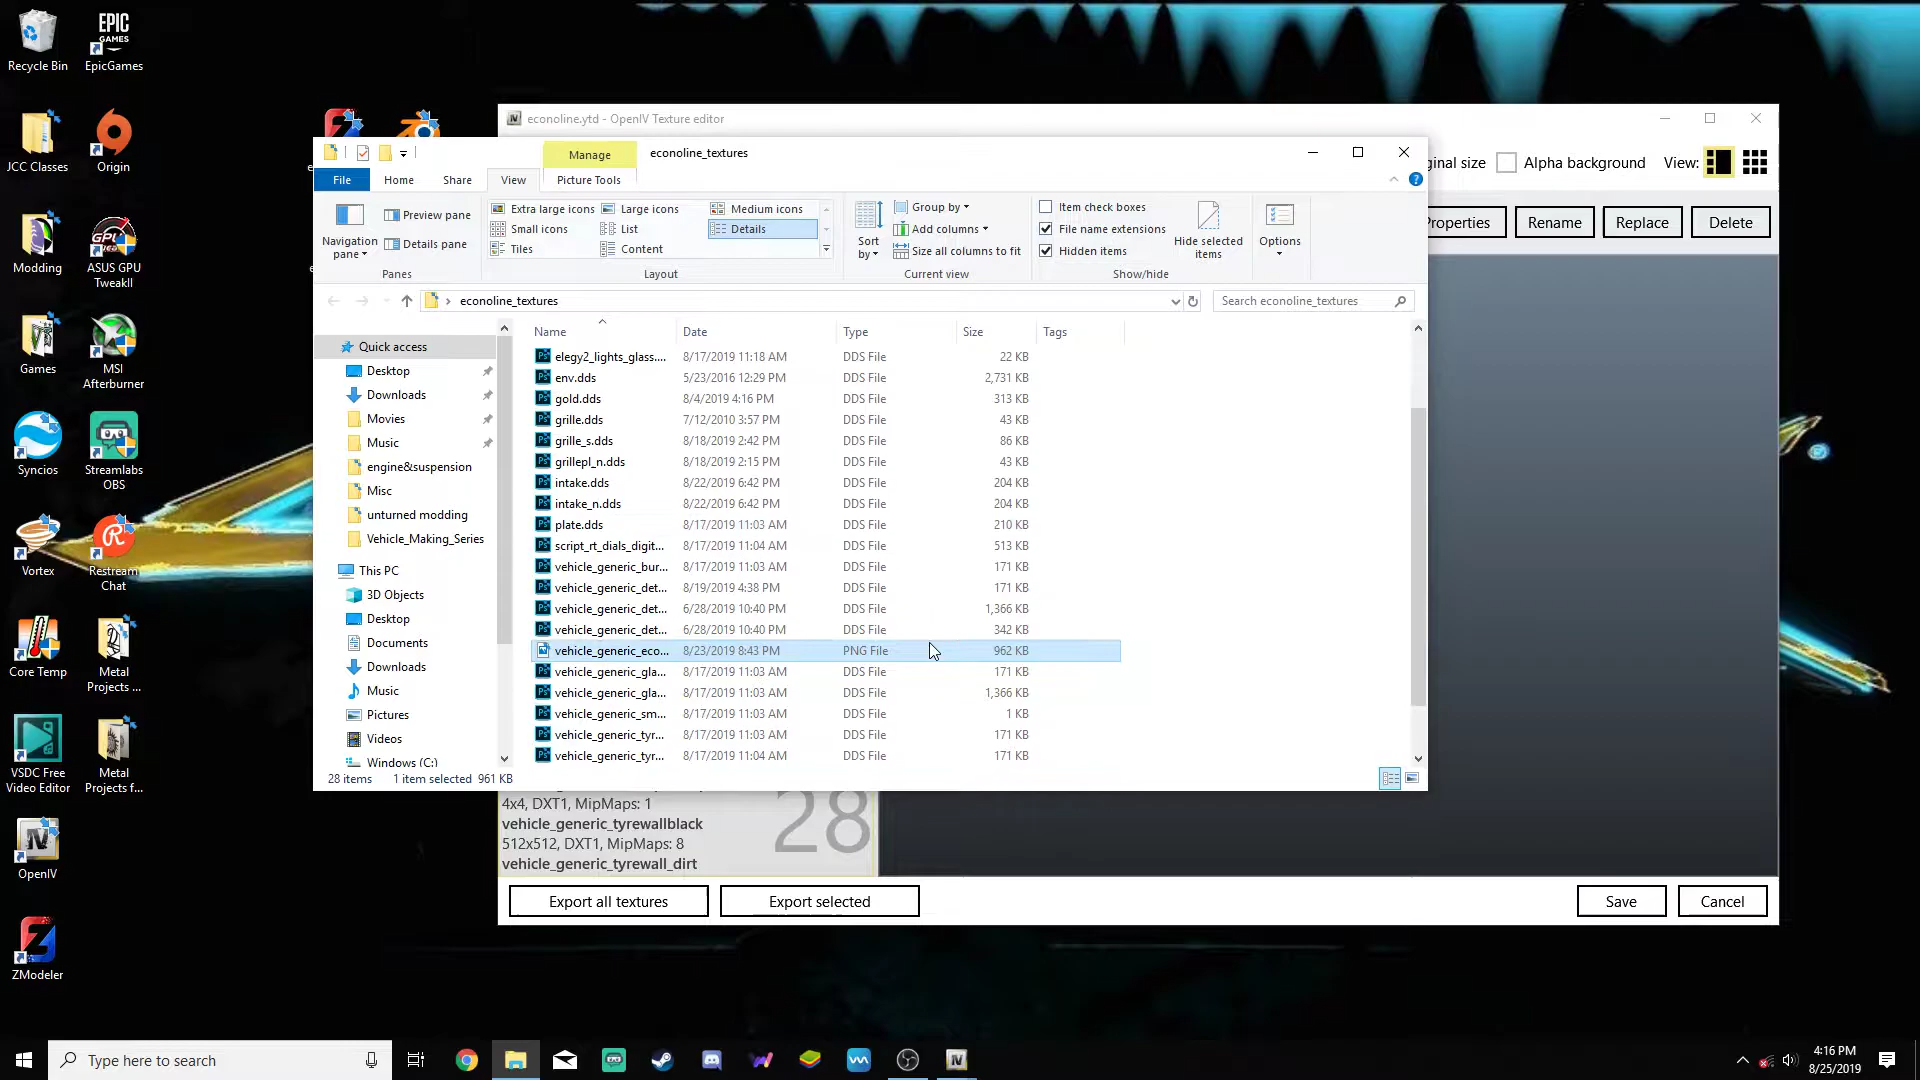 Recycle Bin
EPIC
GAMES
EpicGames
JCC Classes
Origin
Modding
ASUS GPU
TweakII
Games
MSI
Afterburner
Syncios
Streamlabs
OBS
Vortex
Restream
Chat
Core Temp
Metal
Projects ...
VSDC Free
Video Editor
Metal
Projects f...
OpenIV
ZModeler
econoline.ytd - OpenIV Texture editor
Alpha background
View:
Rename
Replace
Delete
Manage
econoline_textures
File
Home
Share
View
Picture Tools
Navigation
pane
Preview pane
Details pane
Panes
Extra large icons
Large icons
Medium icons
Small icons
List
Details
Tiles
Content
Layout
Sort
by
Group by
Add columns
Size all columns to fit
Current view
Item check boxes
File name extensions
Hidden items
Hide selected
items
Show/hide
Options
econoline_textures
Search econoline_textures
Quick access
Desktop
Downloads
Movies
Music
engine&suspension
Misc
unturned modding
Vehicle_Making_Series
This PC
3D Objects
Desktop
Documents
Downloads
Music
Pictures
Videos
Windows (C:)
Name Date Type Size Tags
elegy2_lights_glass.... 8/17/2019 11:18 AM DDS File 22 KB
env.dds 5/23/2016 12:29 PM DDS File 2,731 KB
gold.dds 8/4/2019 4:16 PM DDS File 313 KB
grille.dds 7/12/2010 3:57 PM DDS File 43 KB
grille_s.dds 8/18/2019 2:42 PM DDS File 86 KB
grillepl_n.dds 8/18/2019 2:15 PM DDS File 43 KB
intake.dds 8/22/2019 6:42 PM DDS File 204 KB
intake_n.dds 8/22/2019 6:42 PM DDS File 204 KB
plate.dds 8/17/2019 11:03 AM DDS File 210 KB
script_rt_dials_digit... 8/17/2019 11:04 AM DDS File 513 KB
vehicle_generic_bur... 8/17/2019 11:03 AM DDS File 171 KB
vehicle_generic_det... 8/19/2019 4:38 PM DDS File 171 KB
vehicle_generic_det... 6/28/2019 10:40 PM DDS File 1,366 KB
vehicle_generic_det... 6/28/2019 10:40 PM DDS File 342 KB
vehicle_generic_eco... 8/23/2019 8:43 PM PNG File 962 KB
vehicle_generic_gla... 8/17/2019 11:03 AM DDS File 171 KB
vehicle_generic_gla... 8/17/2019 11:03 AM DDS File 1,366 KB
vehicle_generic_sm... 8/17/2019 11:03 AM DDS File 1 KB
vehicle_generic_tyr... 8/17/2019 11:03 AM DDS File 171 KB
vehicle_generic_tyr... 8/17/2019 11:04 AM DDS File 171 KB
28 items 1 item selected 961 KB
4x4, DXT1, MipMaps: 1
vehicle_generic_tyrewallblack
512x512, DXT1, MipMaps: 8
vehicle_generic_tyrewall_dirt
28
Export all textures
Export selected
Save
Cancel
Type here to search
4:16 PM
8/25/2019